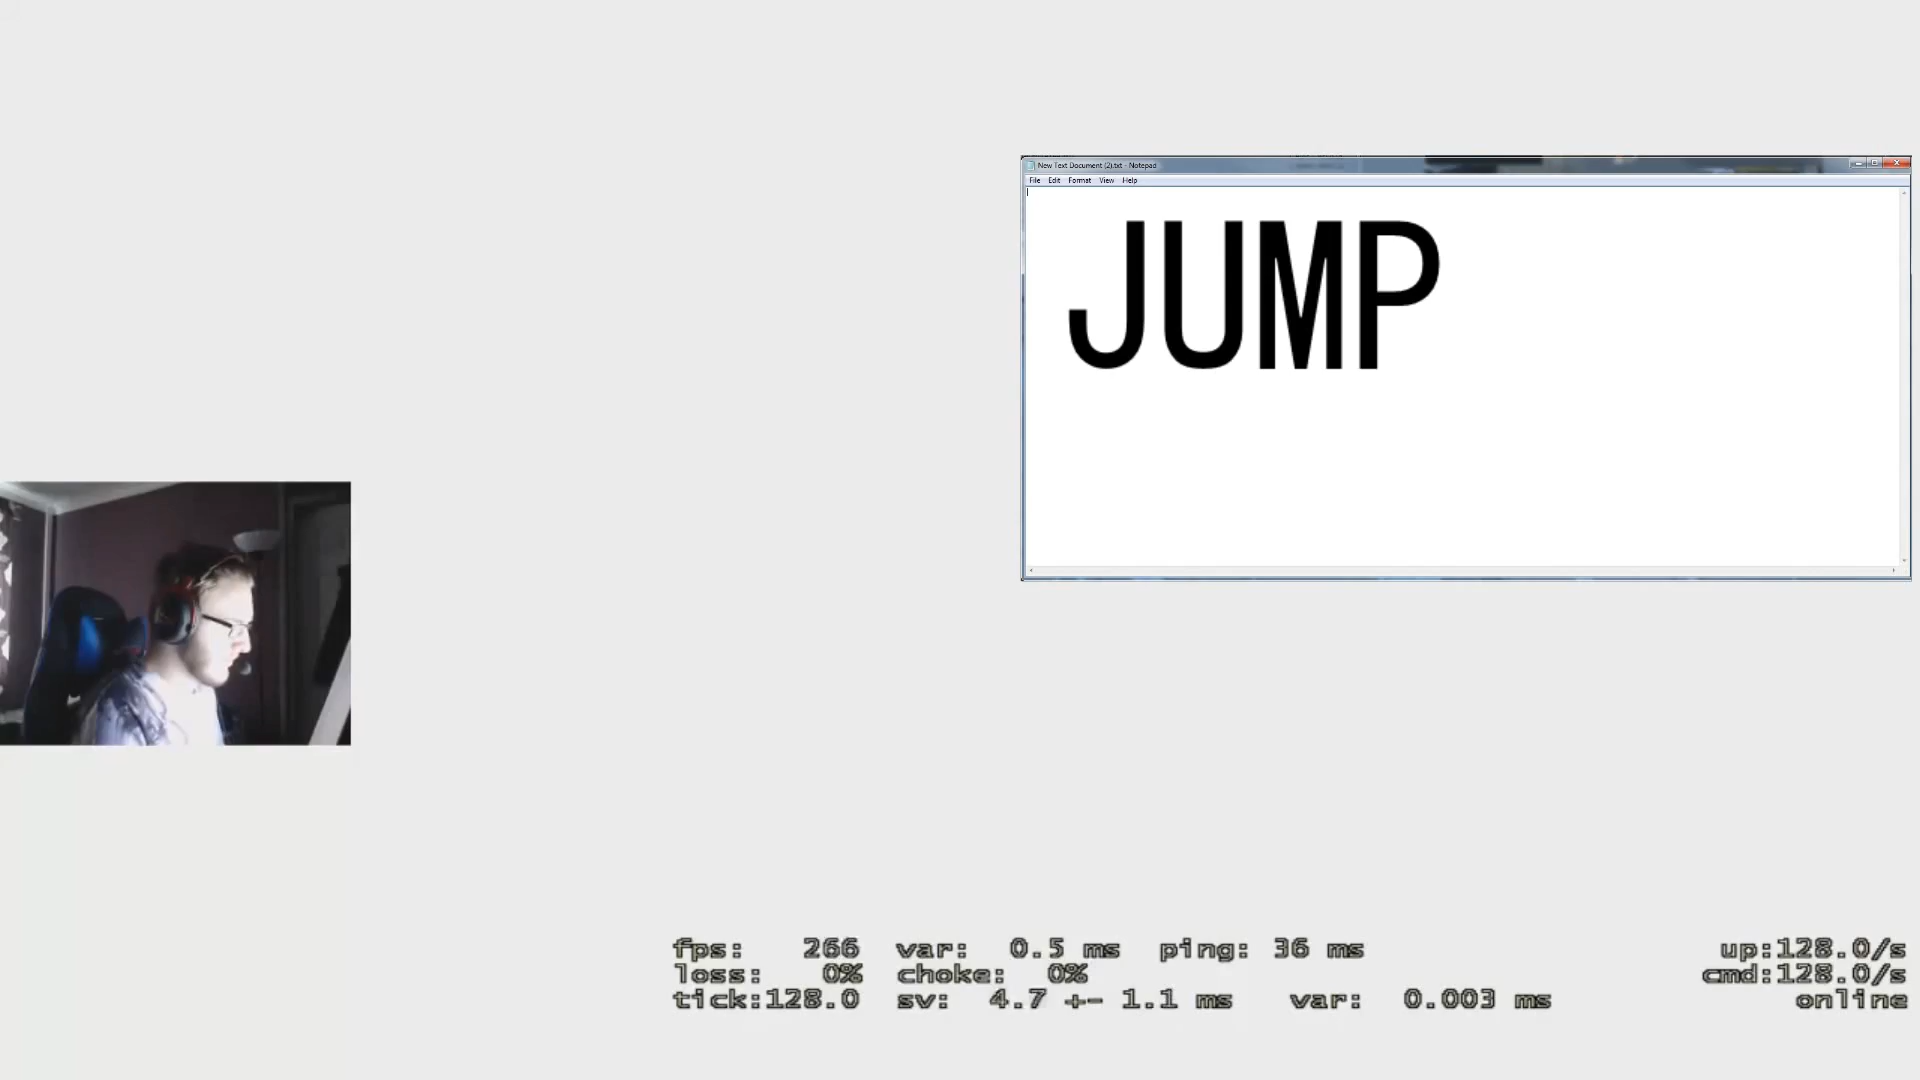 New Text Document (2).txt - Notepad
File Edit Format View Help
JUMP
fps: 266 var: 0.5 ms ping: 36 ms up:128.0/s
loss: 0% choke: 0% cmd:128.0/s
tick:128.0 sv: 4.7 +- 1.1 ms var: 0.003 ms online